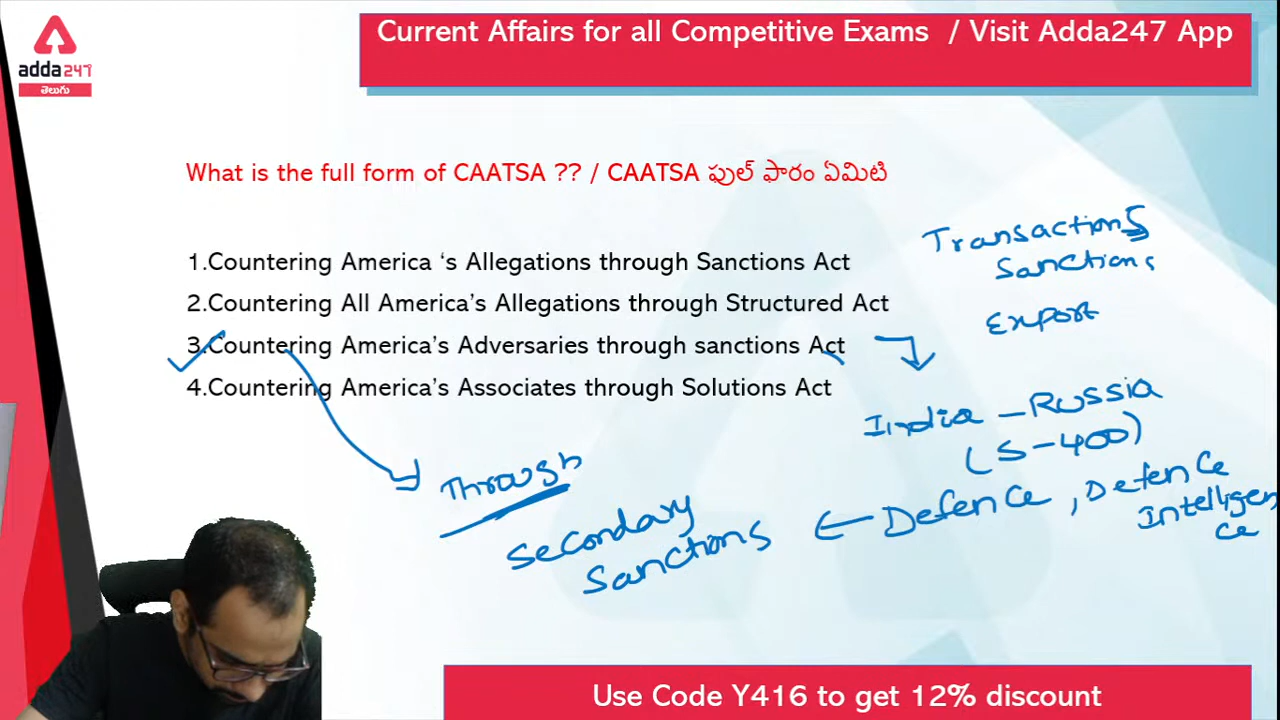 Current Affairs for all Competitive Exams / Visit Adda247 App
adda247
తెలుగు
What is the full form of CAATSA ?? / CAATSA ఫుల్ ఫారం ఏమిటి
1.Countering America ‘s Allegations through Sanctions Act
2.Countering All America’s Allegations through Structured Act
3.Countering America’s Adversaries through sanctions Act
4.Countering America’s Associates through Solutions Act
Transactions
Sanctions
Export
India - Russia
(S-400)
Defence, Defence
Intelligen
ce
Through
Secondary
Sanctions
Use Code Y416 to get 12% discount